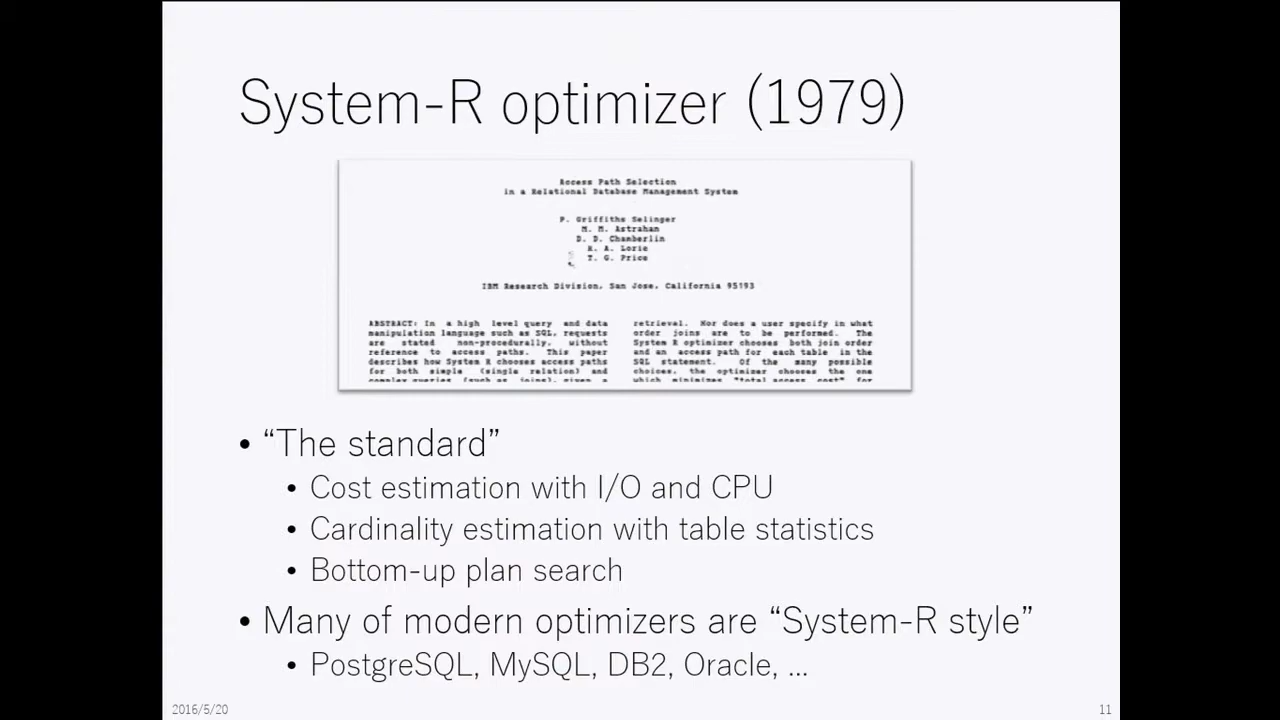 System-R optimizer (1979)
Access Path Selection
in a Relational Database Management System
P. Griffiths Selinger
M. M. Astrahan
D. D. Chamberlin
R. A. Lorie
T. G. Price
IBM Research Division, San Jose, California 95193
ABSTRACT: In a high level query and data
manipulation language such as SQL, requests
are stated non-procedurally, without
reference to access paths. This paper
describes how System R chooses access paths
for both simple (single relation) and
complex queries (such as joins), given a
retrieval. Nor does a user specify in what
order joins are to be performed. The
System R optimizer chooses both join order
and an access path for each table in the
SQL statement. Of the many possible
choices, the optimizer chooses the one
which minimizes "total access cost" for
• “The standard”
• Cost estimation with I/O and CPU
• Cardinality estimation with table statistics
• Bottom-up plan search
• Many of modern optimizers are “System-R style”
• PostgreSQL, MySQL, DB2, Oracle, ...
2016/5/20
11